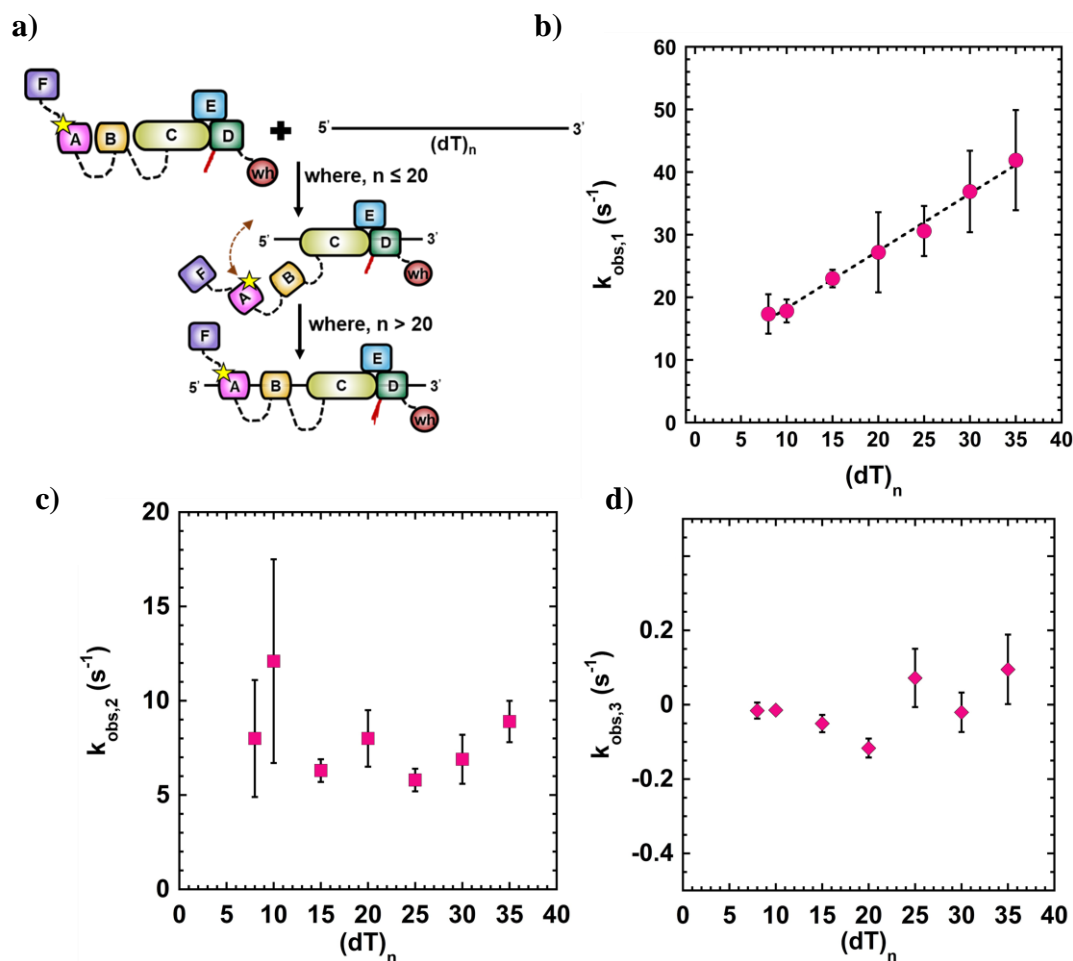 a)
F
A
B
C
E
D
wh
5'
3'
(dT)n
where, n ≤ 20
5'
3'
F
A
B
C
E
D
wh
where, n > 20
F
5'
A
B
C
E
D
3'
wh
b)
60
50
40
30
20
10
0
kobs,1 (s-1)
0 5 10 15 20 25 30 35 40
(dT)n
c)
20
15
10
5
0
kobs,2 (s-1)
0 5 10 15 20 25 30 35 40
(dT)n
d)
0.2
0
-0.2
-0.4
kobs,3 (s-1)
0 5 10 15 20 25 30 35 40
(dT)n